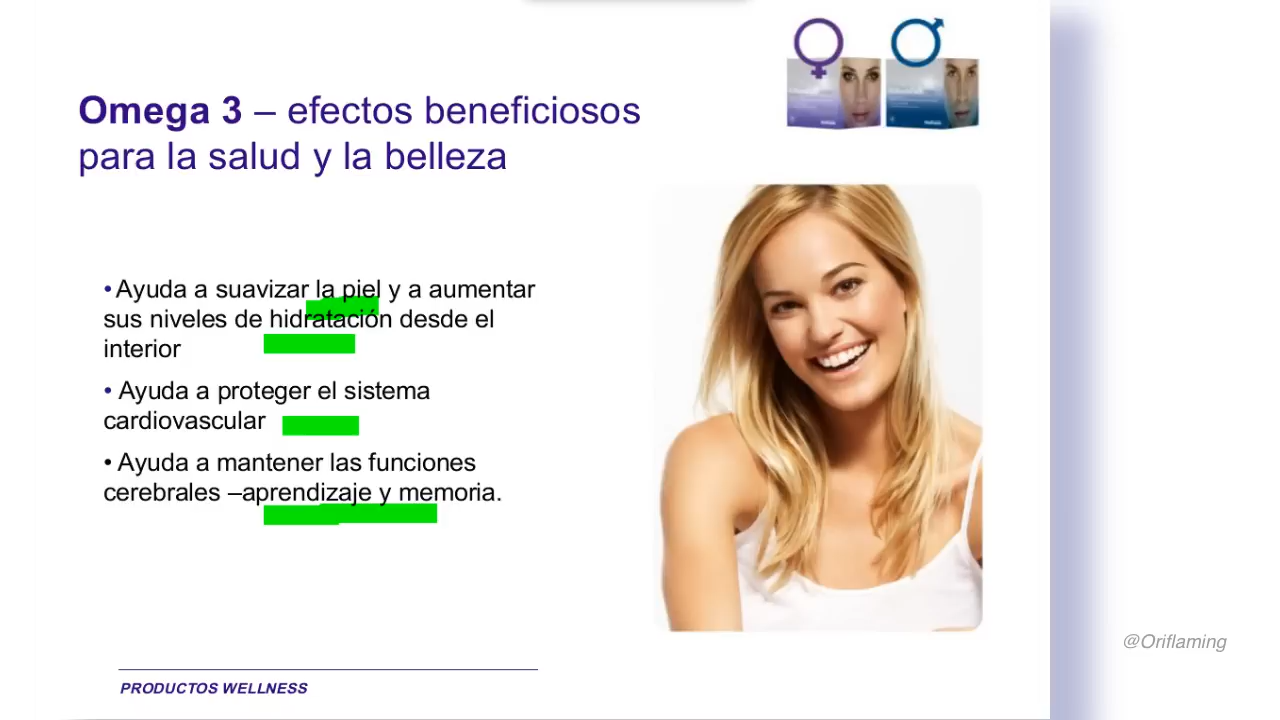 Omega 3 – efectos beneficiosos
para la salud y la belleza
•Ayuda a suavizar la piel y a aumentar
sus niveles de hidratación desde el
interior
• Ayuda a proteger el sistema
cardiovascular
• Ayuda a mantener las funciones
cerebrales –aprendizaje y memoria.
@Oriflaming
PRODUCTOS WELLNESS